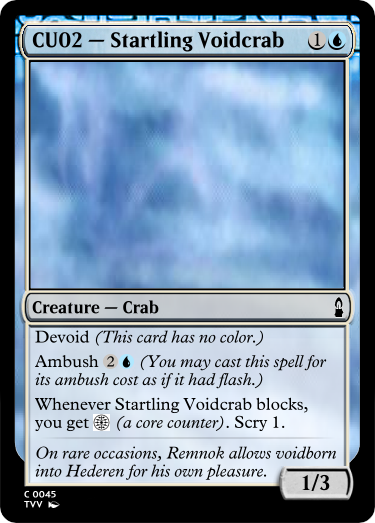 CU02 — Startling Voidcrab 1
Creature — Crab
Devoid (This card has no color.)
Ambush 2 (You may cast this spell for
its ambush cost as if it had flash.)
Whenever Startling Voidcrab blocks,
you get (a core counter). Scry 1.
On rare occasions, Remnok allows voidborn
into Hederen for his own pleasure.
1/3
C 0045
TVV